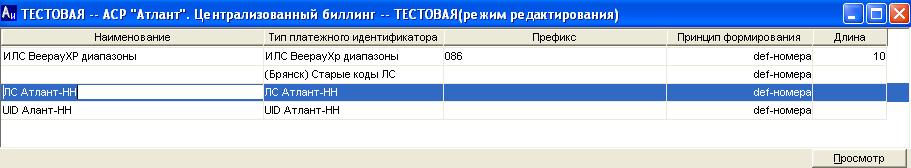 Аи ТЕСТОВАЯ -- АСР "Атлант". Централизованный биллинг -- ТЕСТОВАЯ(режим редактирования)
Наименование Тип платежного идентификатора Префикс Принцип формирования Длина
ИЛС ВеерауХР диапазоны ИЛС ВеерауХр диапазоны 086 def-номера 10
(Брянск) Старые коды ЛС def-номера
ЛС Атлант-НН ЛС Атлант-НН def-номера
UID Алант-НН UID Атлант-НН def-номера
Просмотр